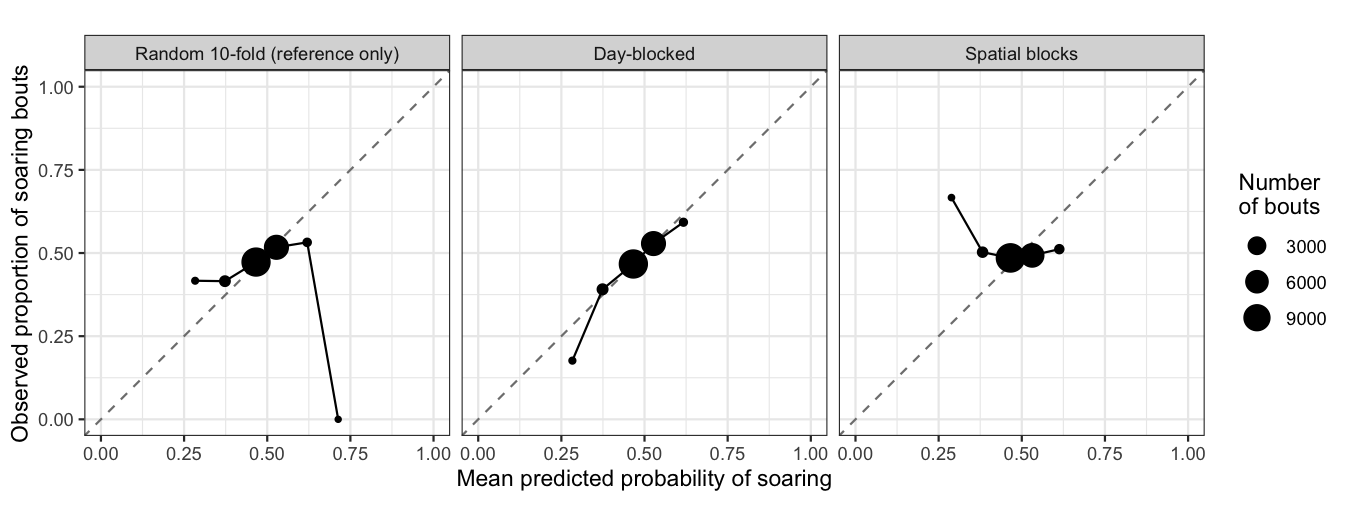 Random 10-fold (reference only)
Day-blocked
Spatial blocks
Observed proportion of soaring bouts
1.00
0.75
0.50
0.25
0.00
0.00 0.25 0.50 0.75 1.00
0.00 0.25 0.50 0.75 1.00
0.00 0.25 0.50 0.75 1.00
Mean predicted probability of soaring
Number
of bouts
3000
6000
9000